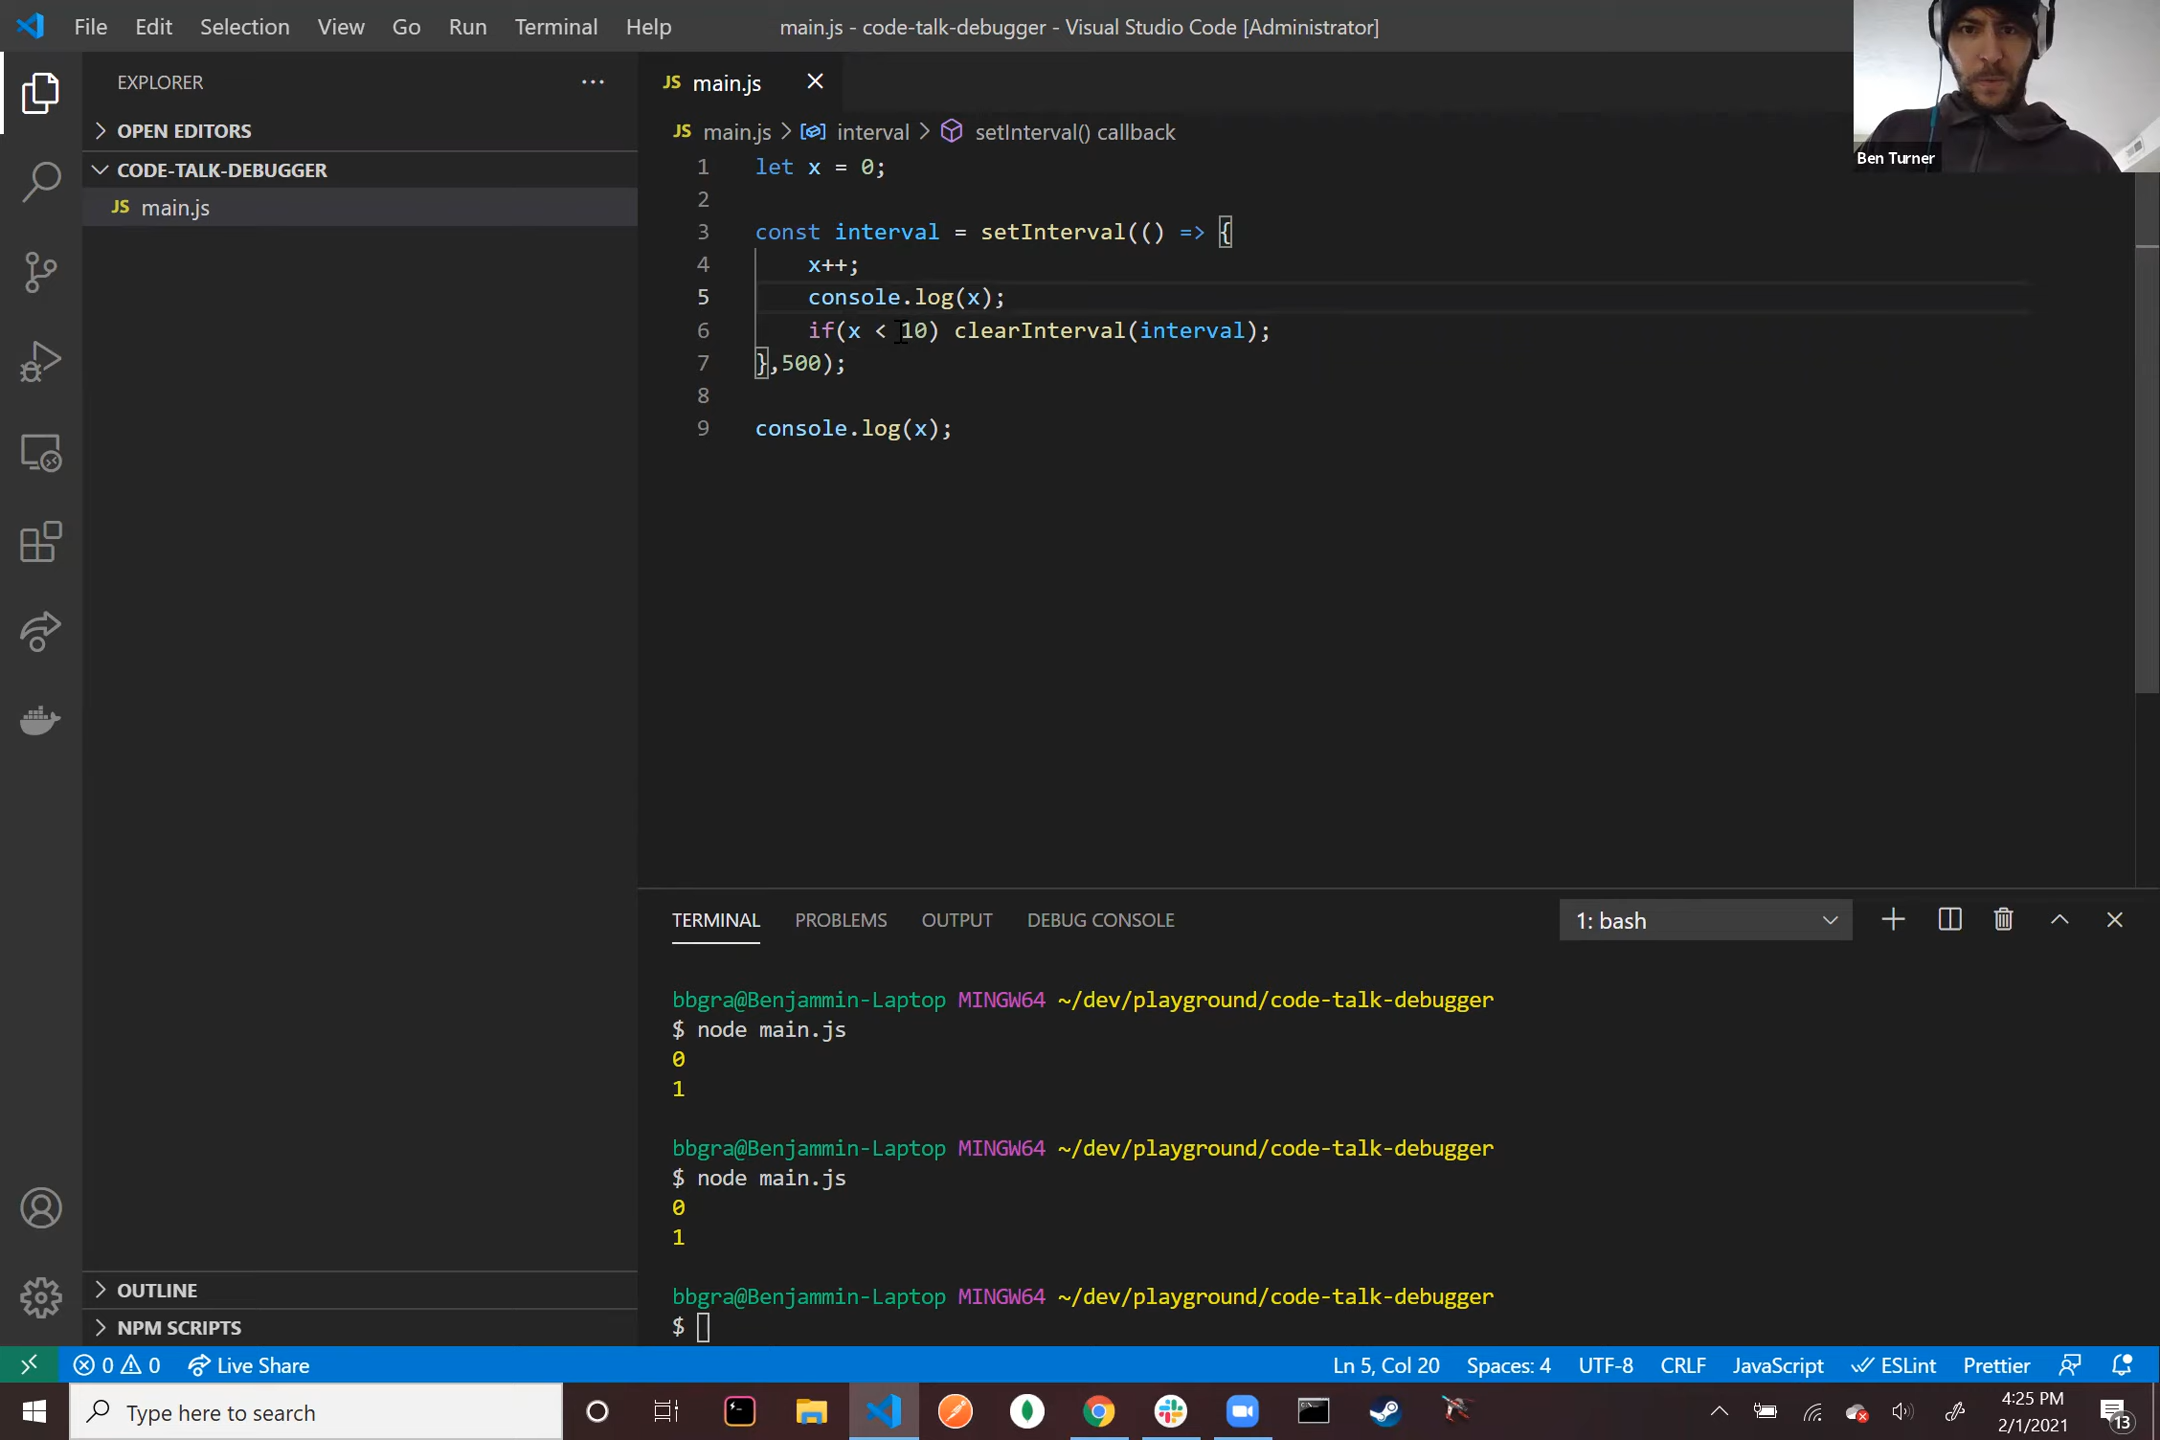 File Edit Selection View Go Run Terminal Help
main.js - code-talk-debugger - Visual Studio Code [Administrator]
Ben Turner
EXPLORER
OPEN EDITORS
CODE-TALK-DEBUGGER
JS main.js
OUTLINE
NPM SCRIPTS
JS main.js
JS main.js > interval > setInterval() callback
1 let x = 0;
2
3 const interval = setInterval(() => {
4 x++;
5 console.log(x);
6 if(x < 10) clearInterval(interval);
7 },500);
8
9 console.log(x);
TERMINAL PROBLEMS OUTPUT DEBUG CONSOLE 1: bash
bbgra@Benjammin-Laptop MINGW64 ~/dev/playground/code-talk-debugger
$ node main.js
0
1
bbgra@Benjammin-Laptop MINGW64 ~/dev/playground/code-talk-debugger
$ node main.js
0
1
bbgra@Benjammin-Laptop MINGW64 ~/dev/playground/code-talk-debugger
$
0 0 Live Share Ln 5, Col 20 Spaces: 4 UTF-8 CRLF JavaScript ESLint Prettier
Type here to search
4:25 PM
2/1/2021
13